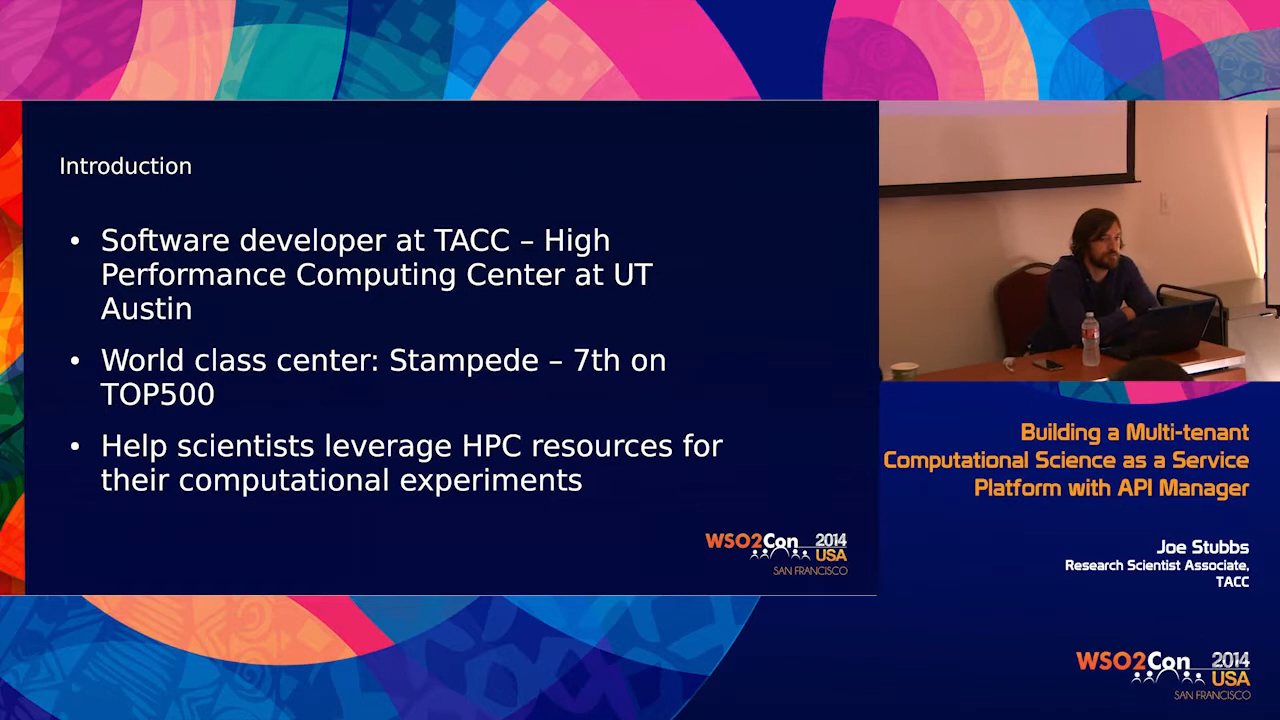 Introduction
• Software developer at TACC – High
Performance Computing Center at UT
Austin
• World class center: Stampede – 7th on
TOP500
• Help scientists leverage HPC resources for
their computational experiments
WSO2Con 2014
USA
SAN FRANCISCO
Building a Multi-tenant
Computational Science as a Service
Platform with API Manager
Joe Stubbs
Research Scientist Associate,
TACC
WSO2Con 2014
USA
SAN FRANCISCO